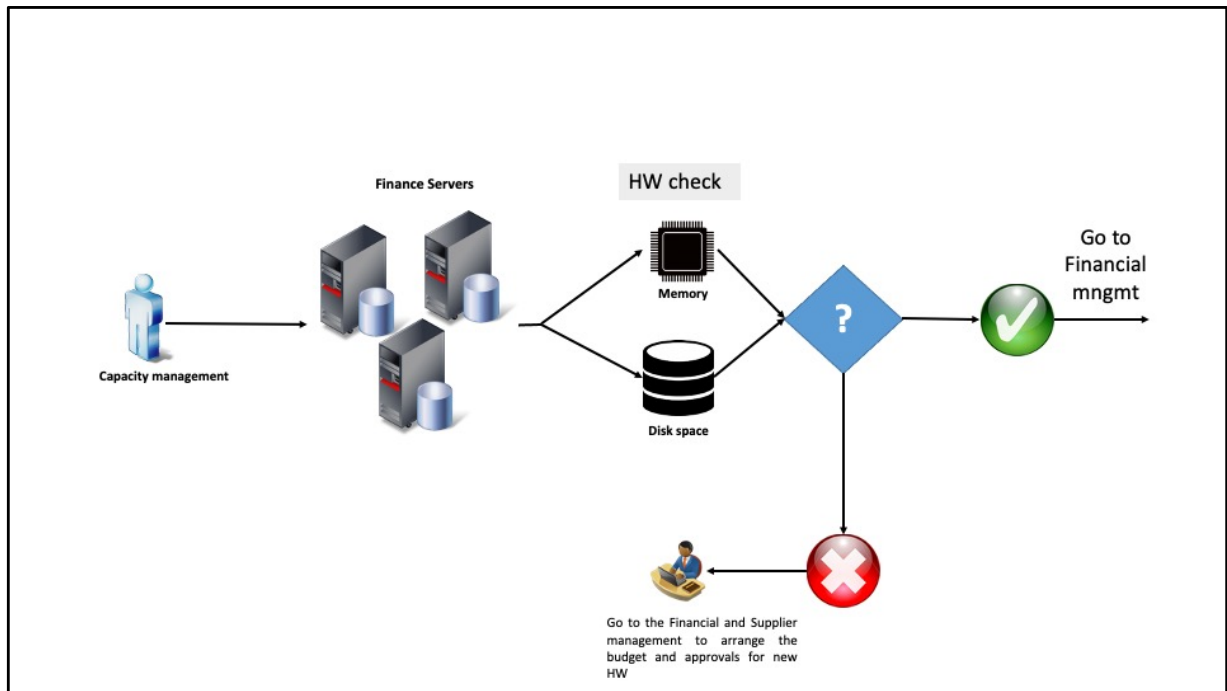 Finance Servers
HW check
Go to
Financial
mngmt
Memory
?
Capacity management
Disk space
Go to the Financial and Supplier
management to arrange the
budget and approvals for new
HW